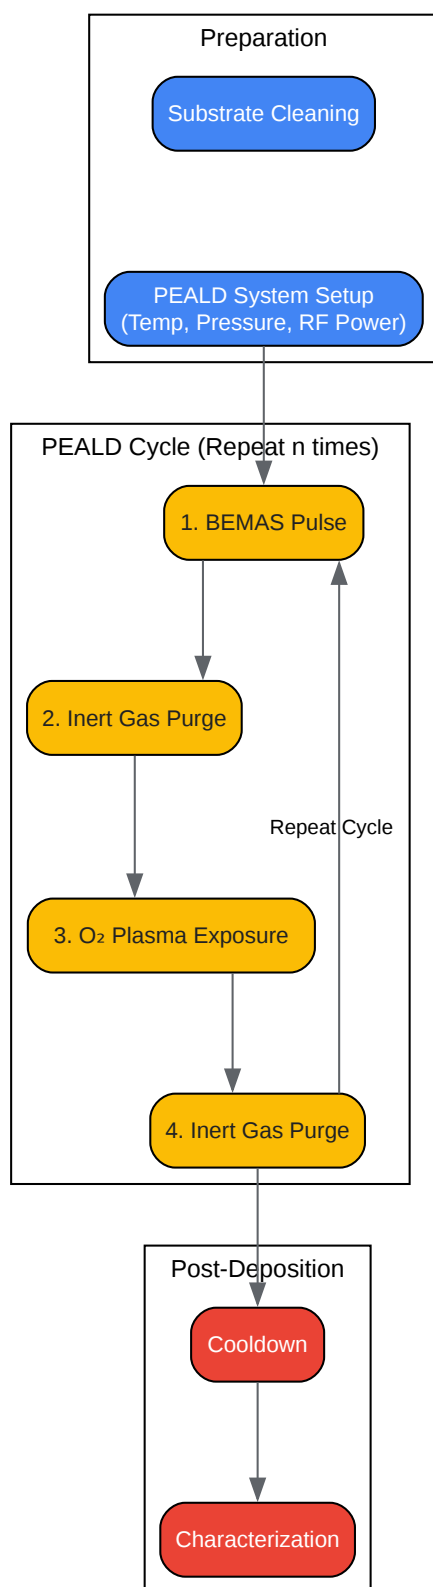 Preparation
Substrate Cleaning
PEALD System Setup
(Temp, Pressure, RF Power)
PEALD Cycle (Repeat n times)
1. BEMAS Pulse
2. Inert Gas Purge
Repeat Cycle
3. O₂ Plasma Exposure
4. Inert Gas Purge
Post-Deposition
Cooldown
Characterization